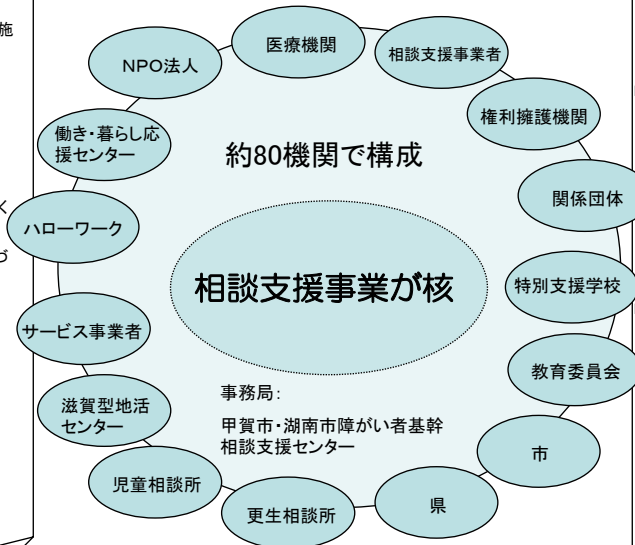 施
く
づ
医療機関
相談支援事業者
権利擁護機関
関係団体
特別支援学校
教育委員会
市
県
更生相談所
児童相談所
滋賀型地活
センター
サービス事業者
ハローワーク
働き・暮らし応
援センター
NPO法人
約80機関で構成
相談支援事業が核
事務局:
甲賀市・湖南市障がい者基幹
相談支援センター